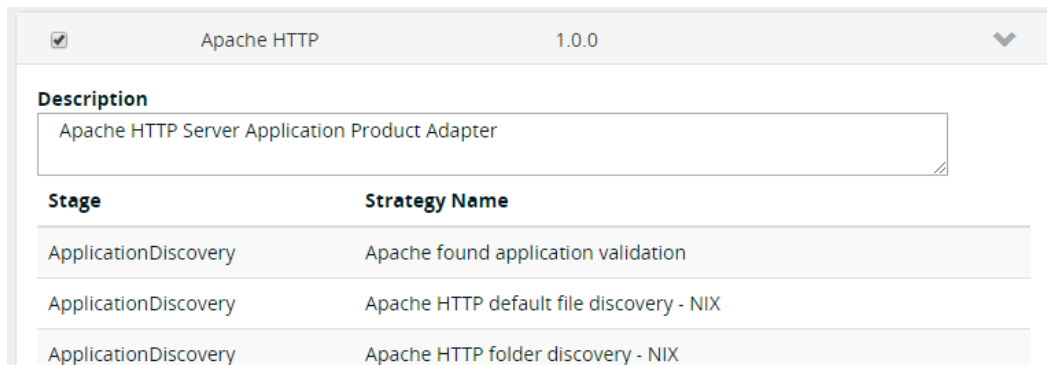 Apache HTTP 1.0.0
Description
Apache HTTP Server Application Product Adapter
Stage Strategy Name
ApplicationDiscovery Apache found application validation
ApplicationDiscovery Apache HTTP default file discovery - NIX
ApplicationDiscovery Apache HTTP folder discovery - NIX